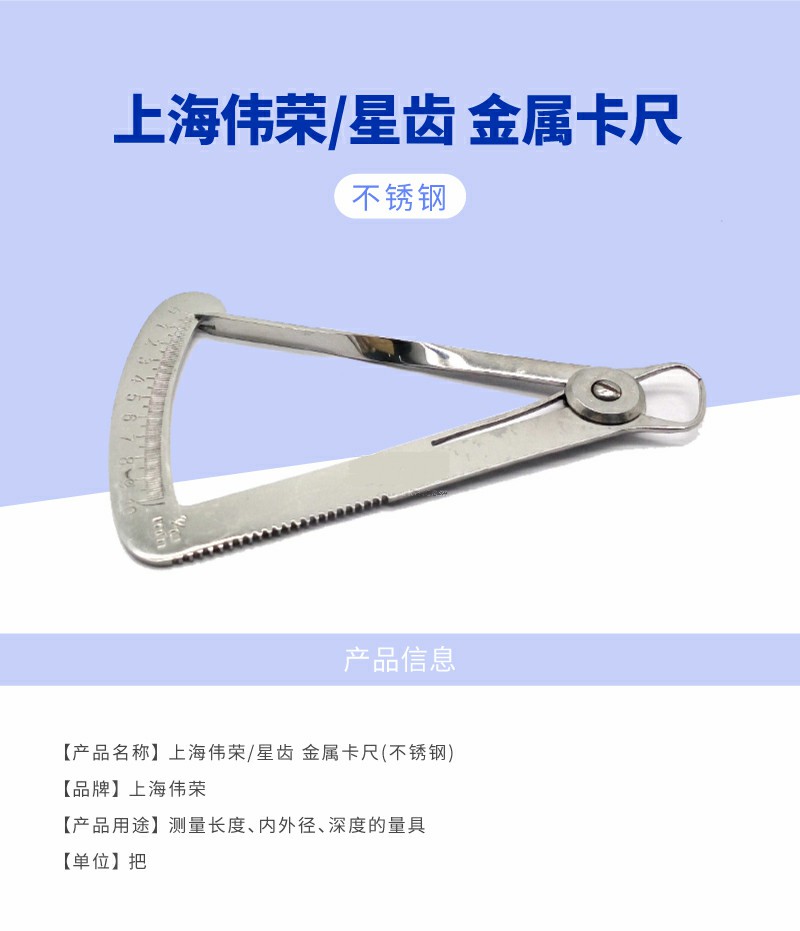 上海伟荣/星齿 金属卡尺
不锈钢
产品信息
【产品名称】上海伟荣/星齿 金属卡尺(不锈钢)
【品牌】上海伟荣
【产品用途】测量长度、内外径、深度的量具
【单位】把